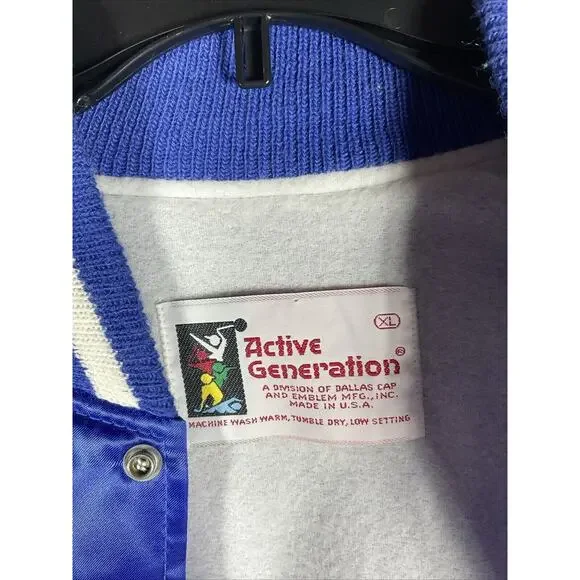 XL
Active
Generation®
A DIVISION OF DALLAS CAP
AND EMBLEM MFG., INC.
MADE IN U.S.A.
MACHINE WASH WARM, TUMBLE DRY, LOW SETTING